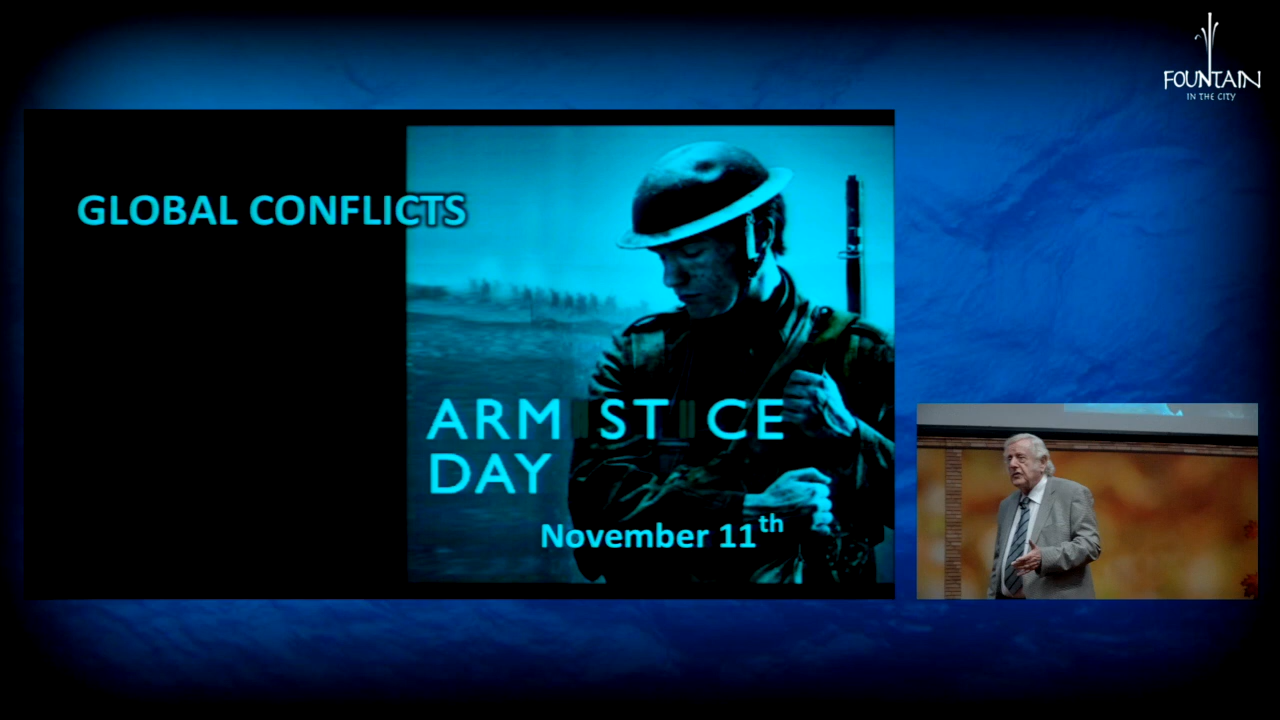 FOUNTAIN
IN THE CITY
GLOBAL CONFLICTS
ARMISTICE
DAY
November 11th